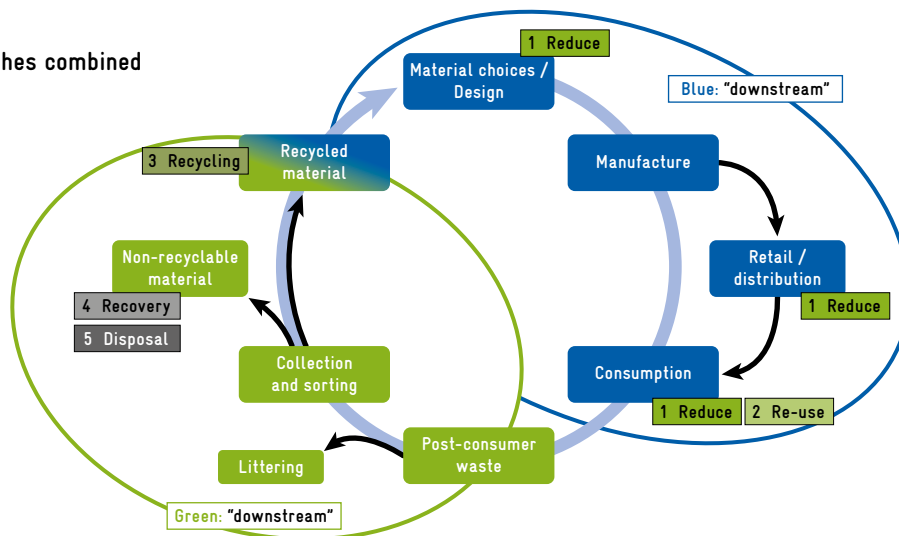 hes combined
1 Reduce
Material choices /
Design
Blue: "downstream"
3 Recycling
Recycled
material
Manufacture
Non-recyclable
material
4 Recovery
5 Disposal
Retail /
distribution
1 Reduce
Collection
and sorting
Consumption
1 Reduce
2 Re-use
Post-consumer
waste
Littering
Green: "downstream"